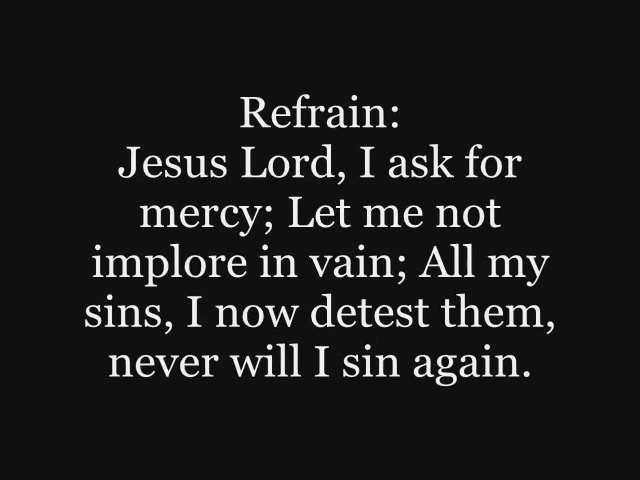 Refrain:
Jesus Lord, I ask for
mercy; Let me not
implore in vain; All my
sins, I now detest them,
never will I sin again.